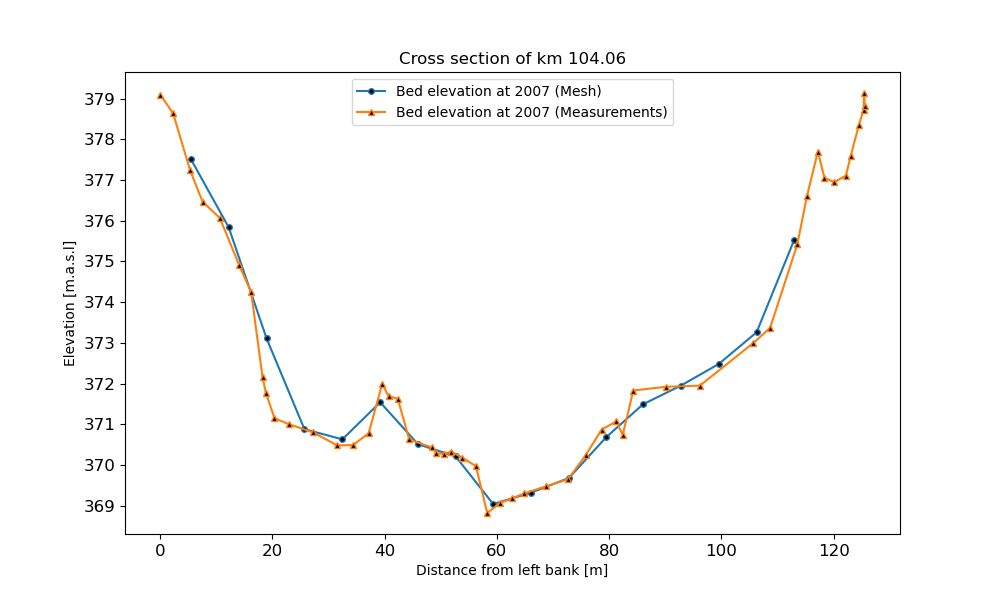 Cross section of km 104.06
Bed elevation at 2007 (Mesh)
Bed elevation at 2007 (Measurements)
379
378
377
376
375
374
373
372
371
370
369
Elevation [m.a.s.l]
0 20 40 60 80 100 120
Distance from left bank [m]